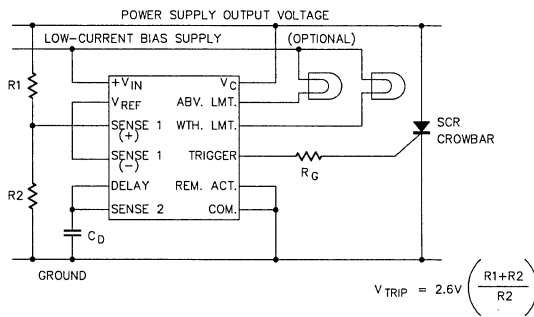 POWER SUPPLY OUTPUT VOLTAGE
LOW-CURRENT BIAS SUPPLY
(OPTIONAL)
R1
R2
+VIN
VREF
SENSE 1
(+)
SENSE 1
(-)
DELAY
SENSE 2
VC
ABV. LMT.
WTH. LMT.
TRIGGER
REM. ACT.
COM.
RG
SCR
CROWBAR
CD
GROUND
VTRIP = 2.6V (R1+R2 / R2)